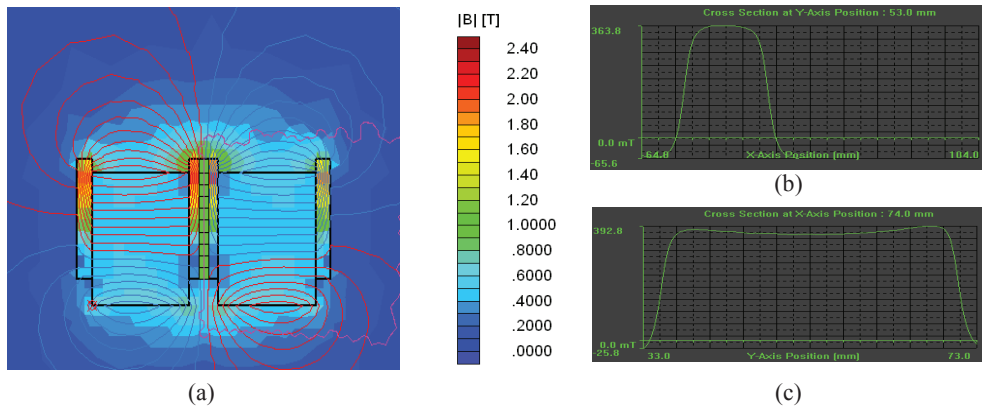 |B| [T]
2.40
2.20
2.00
1.80
1.60
1.40
1.20
1.0000
.8000
.6000
.4000
.2000
.0000
(a)
Cross Section at Y-Axis Position : 53.0 mm
363.8
0.0 mT
-65.6
-64.0
X-Axis Position [mm]
104.0
(b)
Cross Section at X-Axis Position : 74.0 mm
392.8
0.0 mT
-25.8
33.0
Y-Axis Position [mm]
73.0
(c)